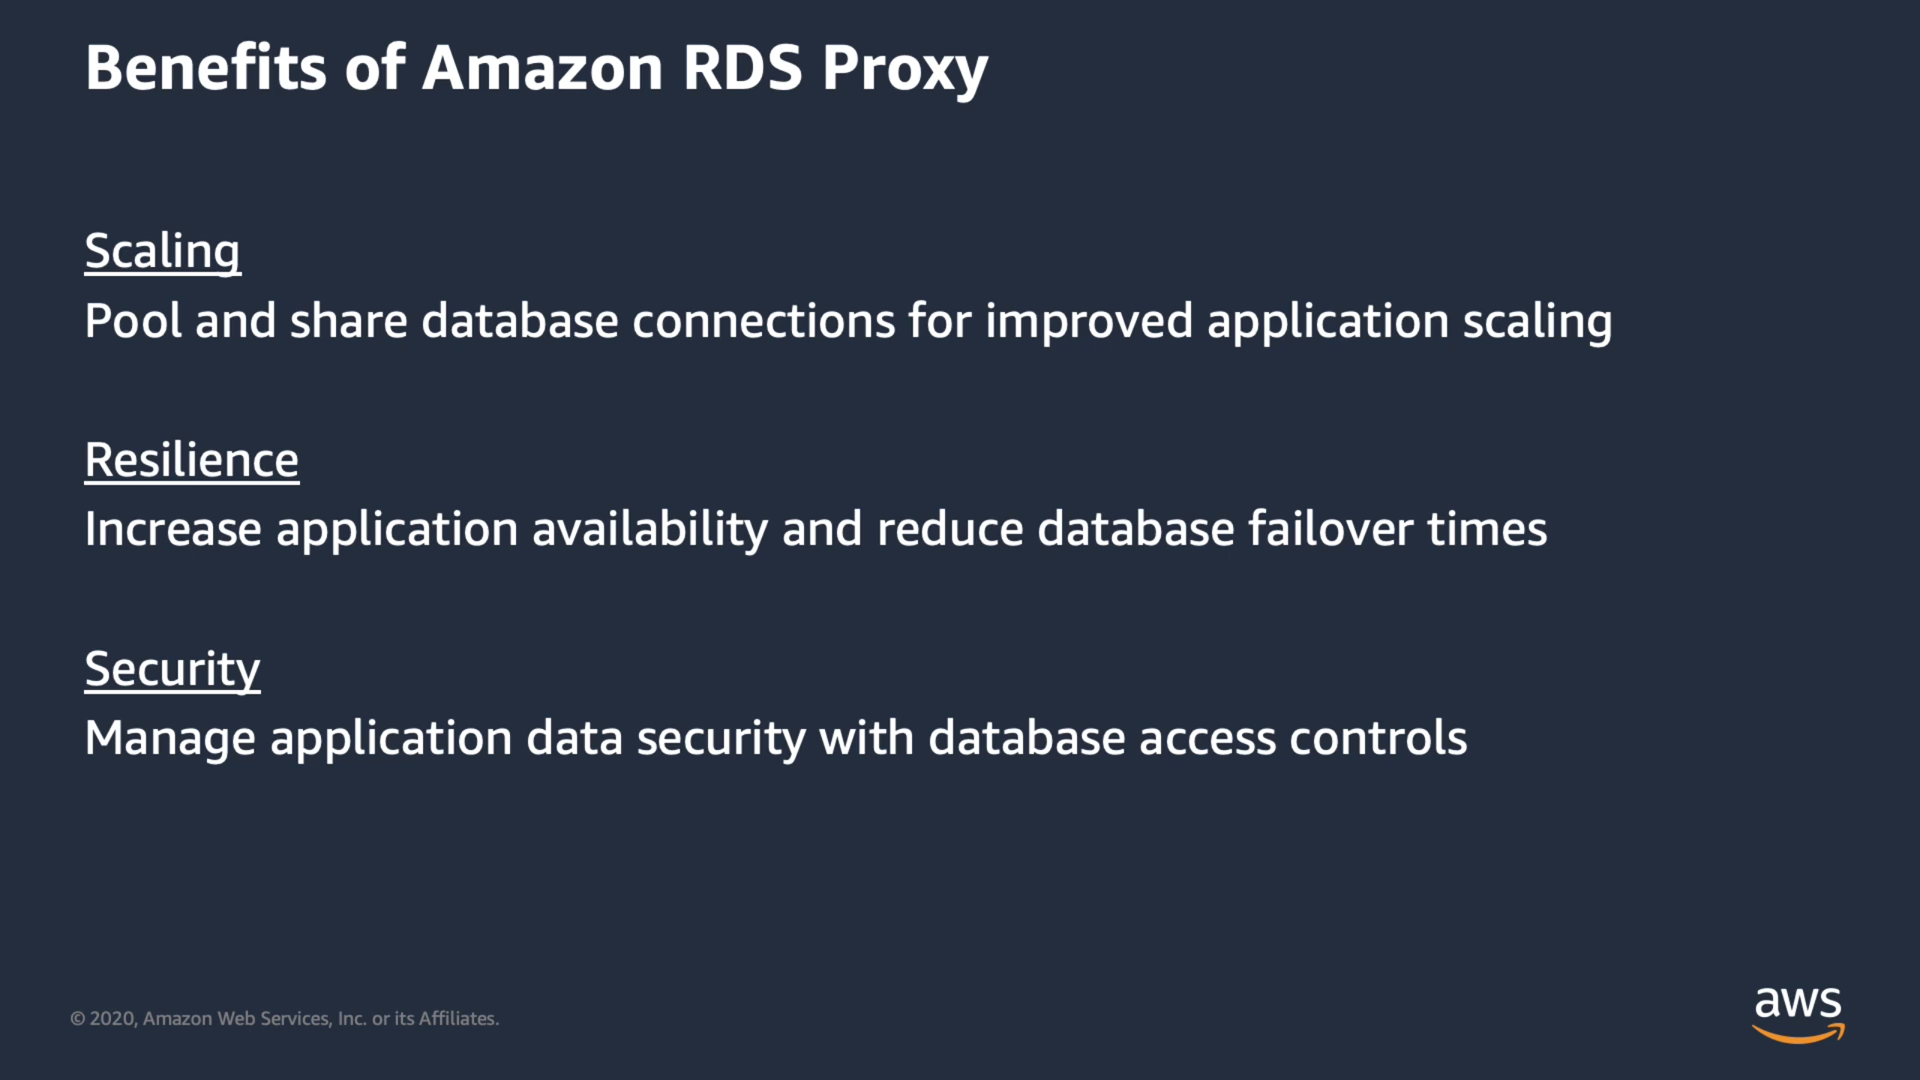 Benefits of Amazon RDS Proxy
Scaling
Pool and share database connections for improved application scaling
Resilience
Increase application availability and reduce database failover times
Security
Manage application data security with database access controls
© 2020, Amazon Web Services, Inc. or its Affiliates.
aws